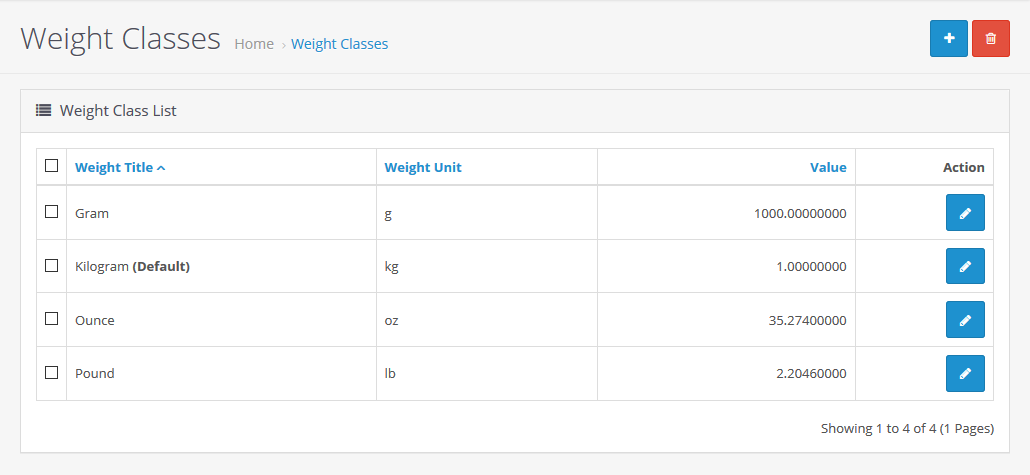 Weight Classes Home › Weight Classes
Weight Class List
Weight Title Weight Unit Value Action
Gram g 1000.00000000
Kilogram (Default) kg 1.00000000
Ounce oz 35.27400000
Pound lb 2.20460000
Showing 1 to 4 of 4 (1 Pages)